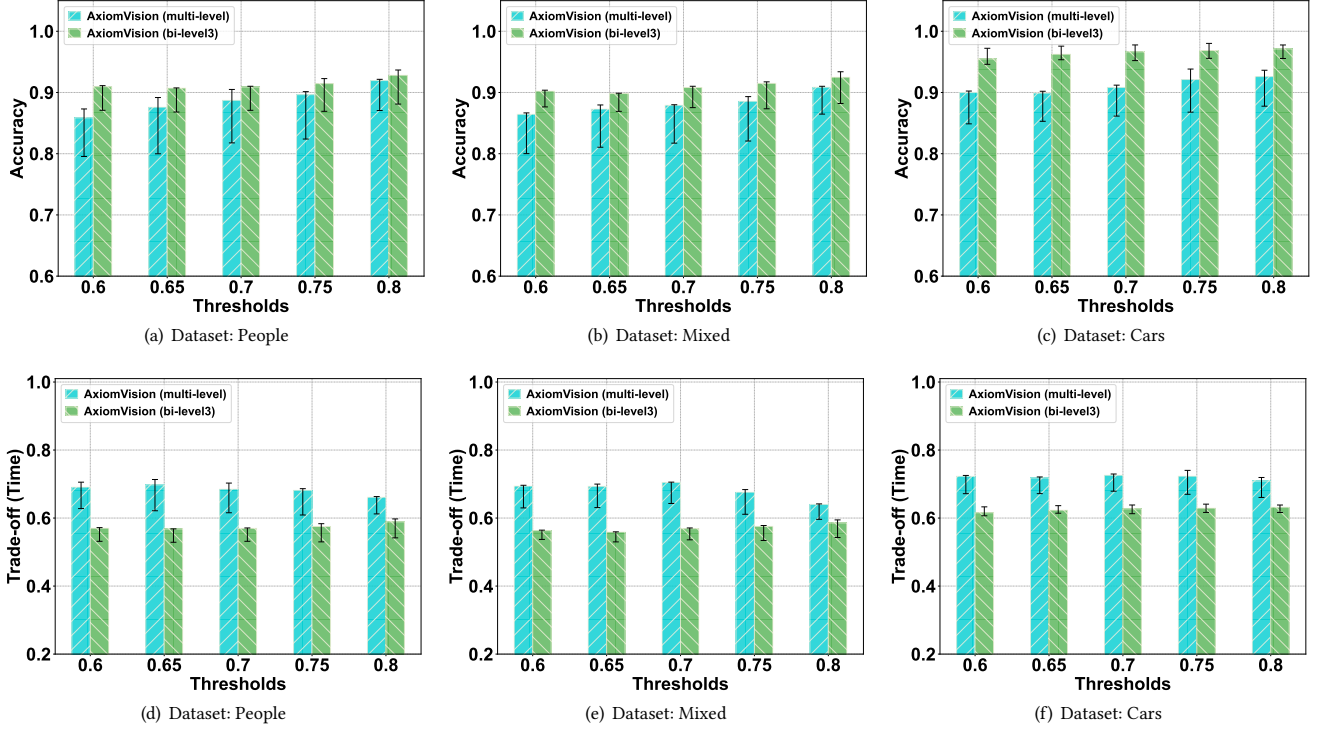 AxiomVision (multi-level)
AxiomVision (bi-level3)
Accuracy
1.0
0.9
0.8
0.7
0.6
0.6 0.65 0.7 0.75 0.8
Thresholds
(a) Dataset: People
AxiomVision (multi-level)
AxiomVision (bi-level3)
Accuracy
1.0
0.9
0.8
0.7
0.6
0.6 0.65 0.7 0.75 0.8
Thresholds
(b) Dataset: Mixed
AxiomVision (multi-level)
AxiomVision (bi-level3)
Accuracy
1.0
0.9
0.8
0.7
0.6
0.6 0.65 0.7 0.75 0.8
Thresholds
(c) Dataset: Cars
AxiomVision (multi-level)
AxiomVision (bi-level3)
Trade-off (Time)
1.0
0.8
0.6
0.4
0.2
0.6 0.65 0.7 0.75 0.8
Thresholds
(d) Dataset: People
AxiomVision (multi-level)
AxiomVision (bi-level3)
Trade-off (Time)
1.0
0.8
0.6
0.4
0.2
0.6 0.65 0.7 0.75 0.8
Thresholds
(e) Dataset: Mixed
AxiomVision (multi-level)
AxiomVision (bi-level3)
Trade-off (Time)
1.0
0.8
0.6
0.4
0.2
0.6 0.65 0.7 0.75 0.8
Thresholds
(f) Dataset: Cars